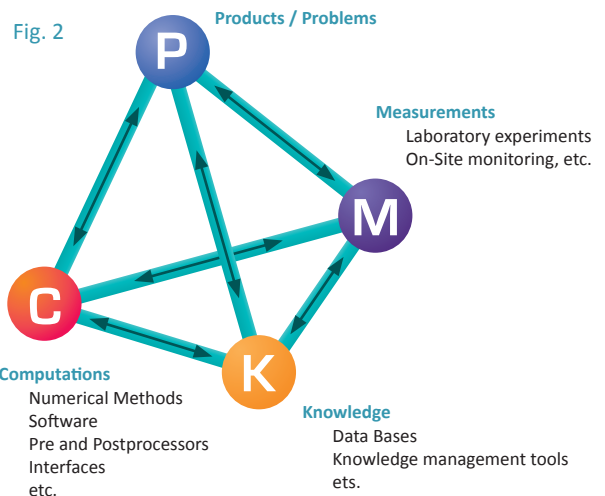 Fig. 2
Products / Problems
P
Measurements
Laboratory experiments
On-Site monitoring, etc.
M
C
K
Computations
Numerical Methods
Software
Pre and Postprocessors
Interfaces
etc.
Knowledge
Data Bases
Knowledge management tools
ets.